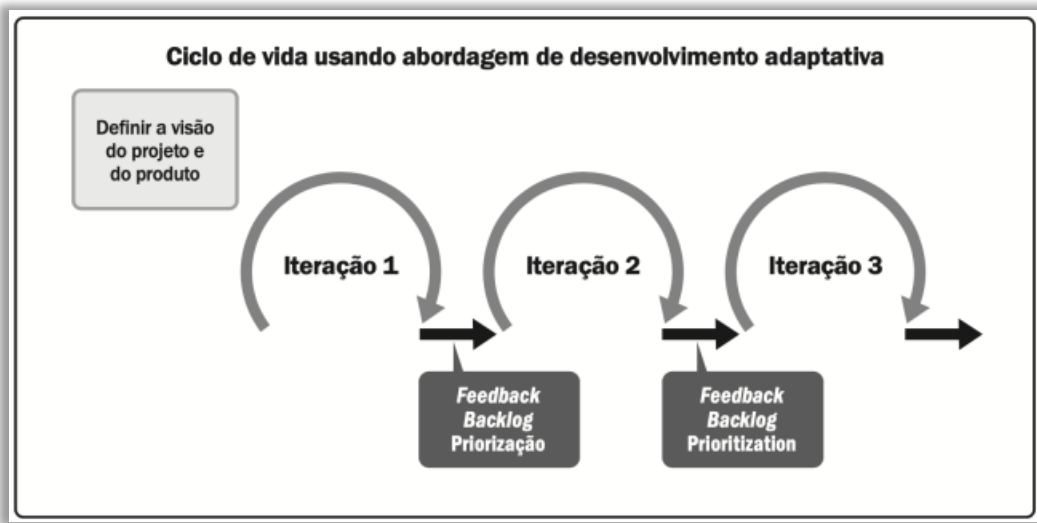 Ciclo de vida usando abordagem de desenvolvimento adaptativa
Definir a visão
do projeto e
do produto
Iteração 1
Iteração 2
Iteração 3
Feedback
Backlog
Priorização
Feedback
Backlog
Prioritization